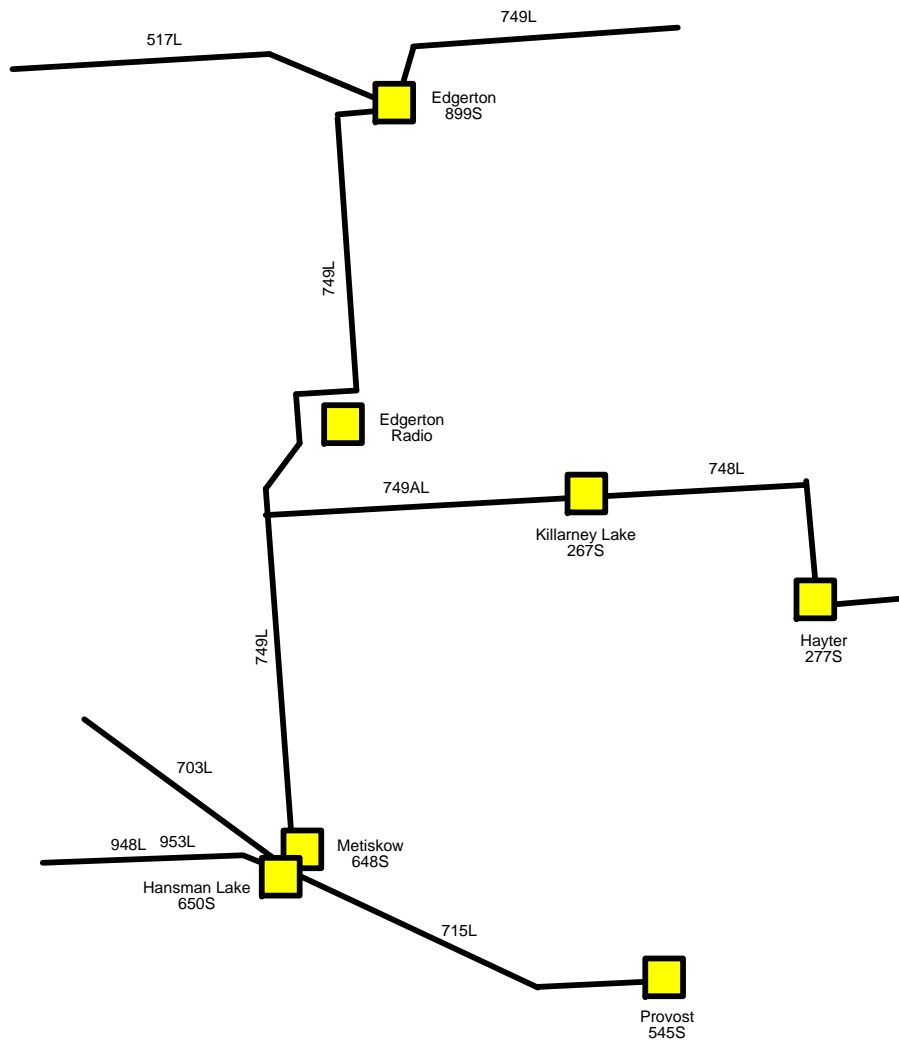 749L
517L
Edgerton
899S
749L
Edgerton
Radio
748L
749AL
Killarney Lake
267S
749L
Hayter
277S
703L
948L
953L
Metiskow
648S
Hansman Lake
650S
715L
Provost
545S